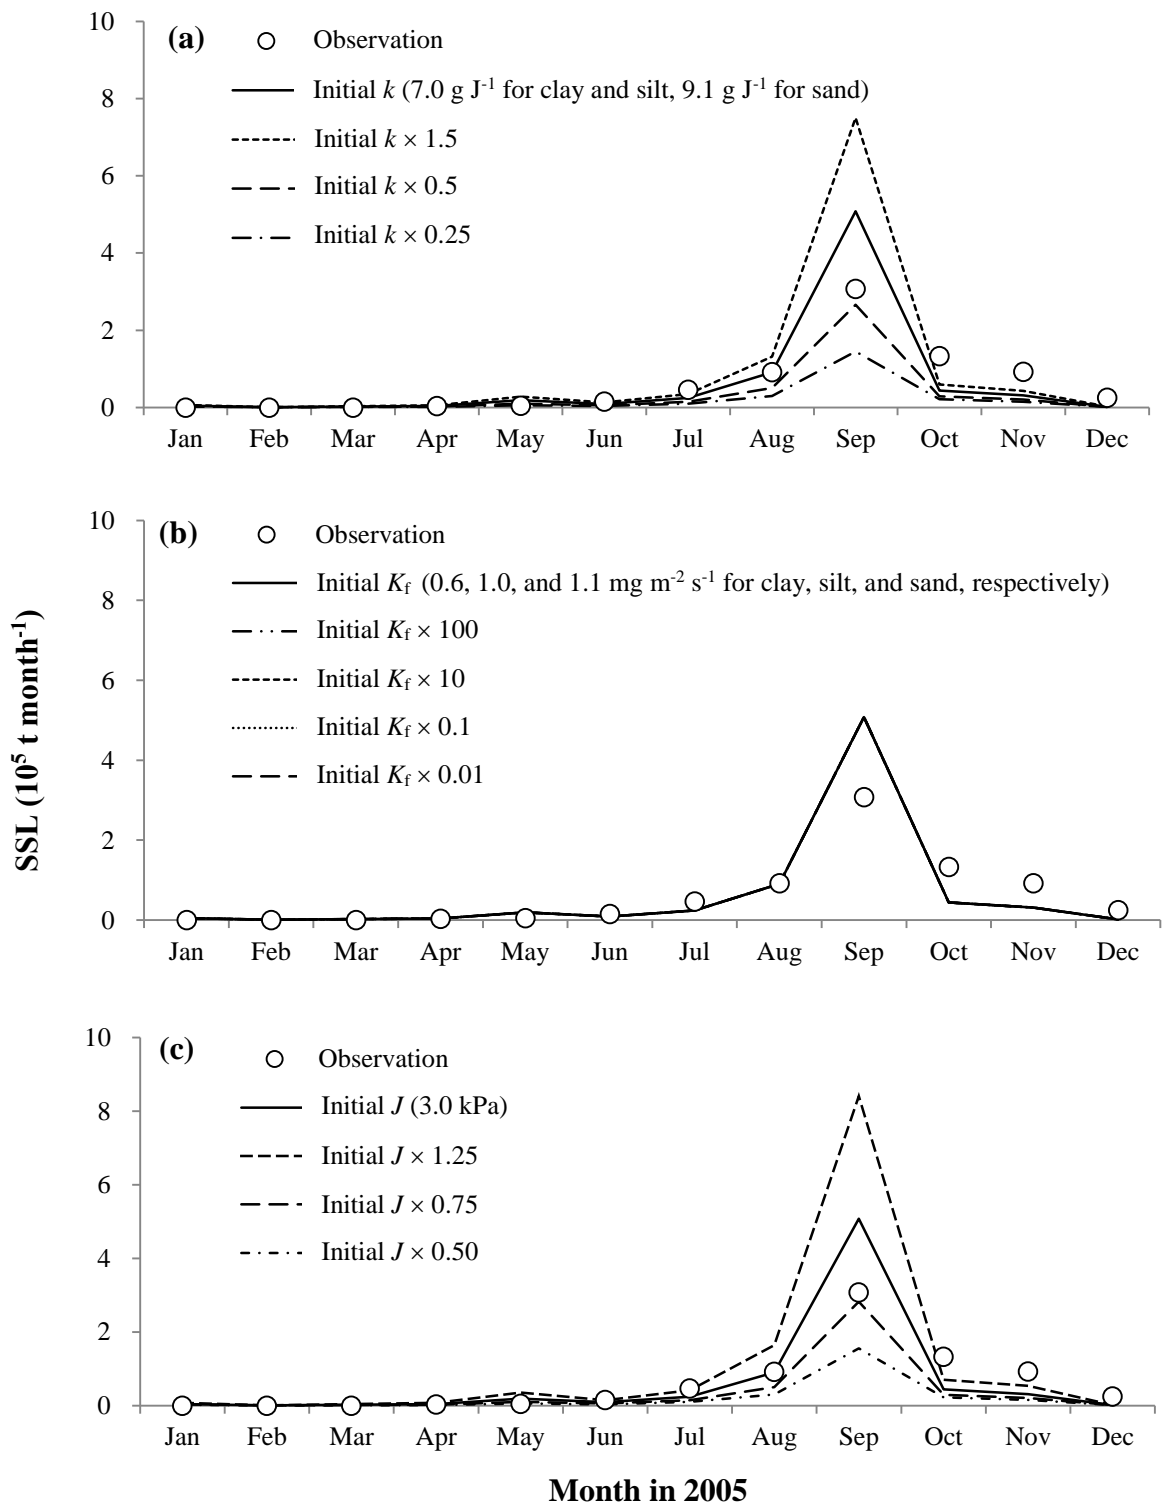 10
(a)
Observation
8
Initial k (7.0 g J-1 for clay and silt, 9.1 g J-1 for sand)
Initial k × 1.5
6
Initial k × 0.5
4
Initial k × 0.25
2
0
Jan Feb Mar Apr May Jun Jul Aug Sep Oct Nov Dec
SSL (10⁵ t month⁻¹)
10
(b)
Observation
8
Initial Kf (0.6, 1.0, and 1.1 mg m-2 s-1 for clay, silt, and sand, respectively)
Initial Kf × 100
6
Initial Kf × 10
Initial Kf × 0.1
4
Initial Kf × 0.01
2
0
Jan Feb Mar Apr May Jun Jul Aug Sep Oct Nov Dec
10
(c)
Observation
Initial J (3.0 kPa)
8
Initial J × 1.25
6
Initial J × 0.75
Initial J × 0.50
4
2
0
Jan Feb Mar Apr May Jun Jul Aug Sep Oct Nov Dec
Month in 2005